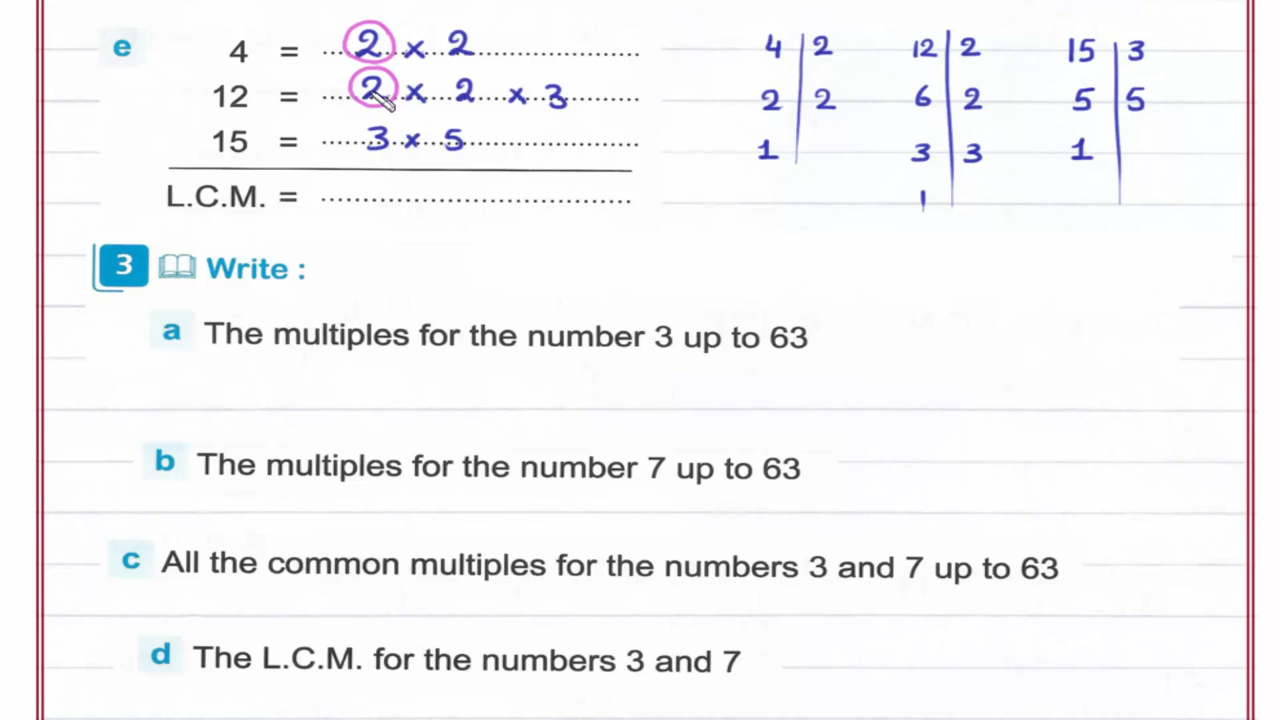 e 4 = 2 × 2
12 = 2 × 2 × 3
15 = 3 × 5
L.C.M. =
4 2
2 2
1
12 2
6 2
3 3
1
15 3
5 5
1
3 Write :
a The multiples for the number 3 up to 63
b The multiples for the number 7 up to 63
c All the common multiples for the numbers 3 and 7 up to 63
d The L.C.M. for the numbers 3 and 7